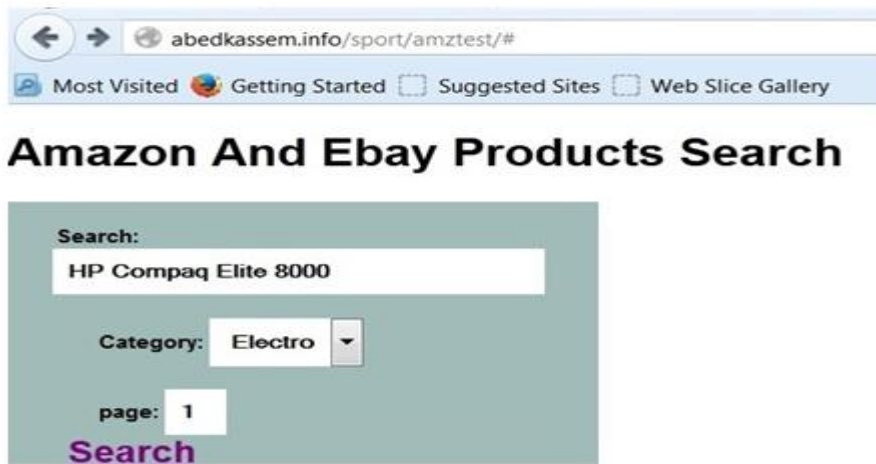 abedkassem.info/sport/amztest/#
Most Visited Getting Started Suggested Sites Web Slice Gallery
Amazon And Ebay Products Search
Search:
HP Compaq Elite 8000
Category: Electro
page: 1
Search